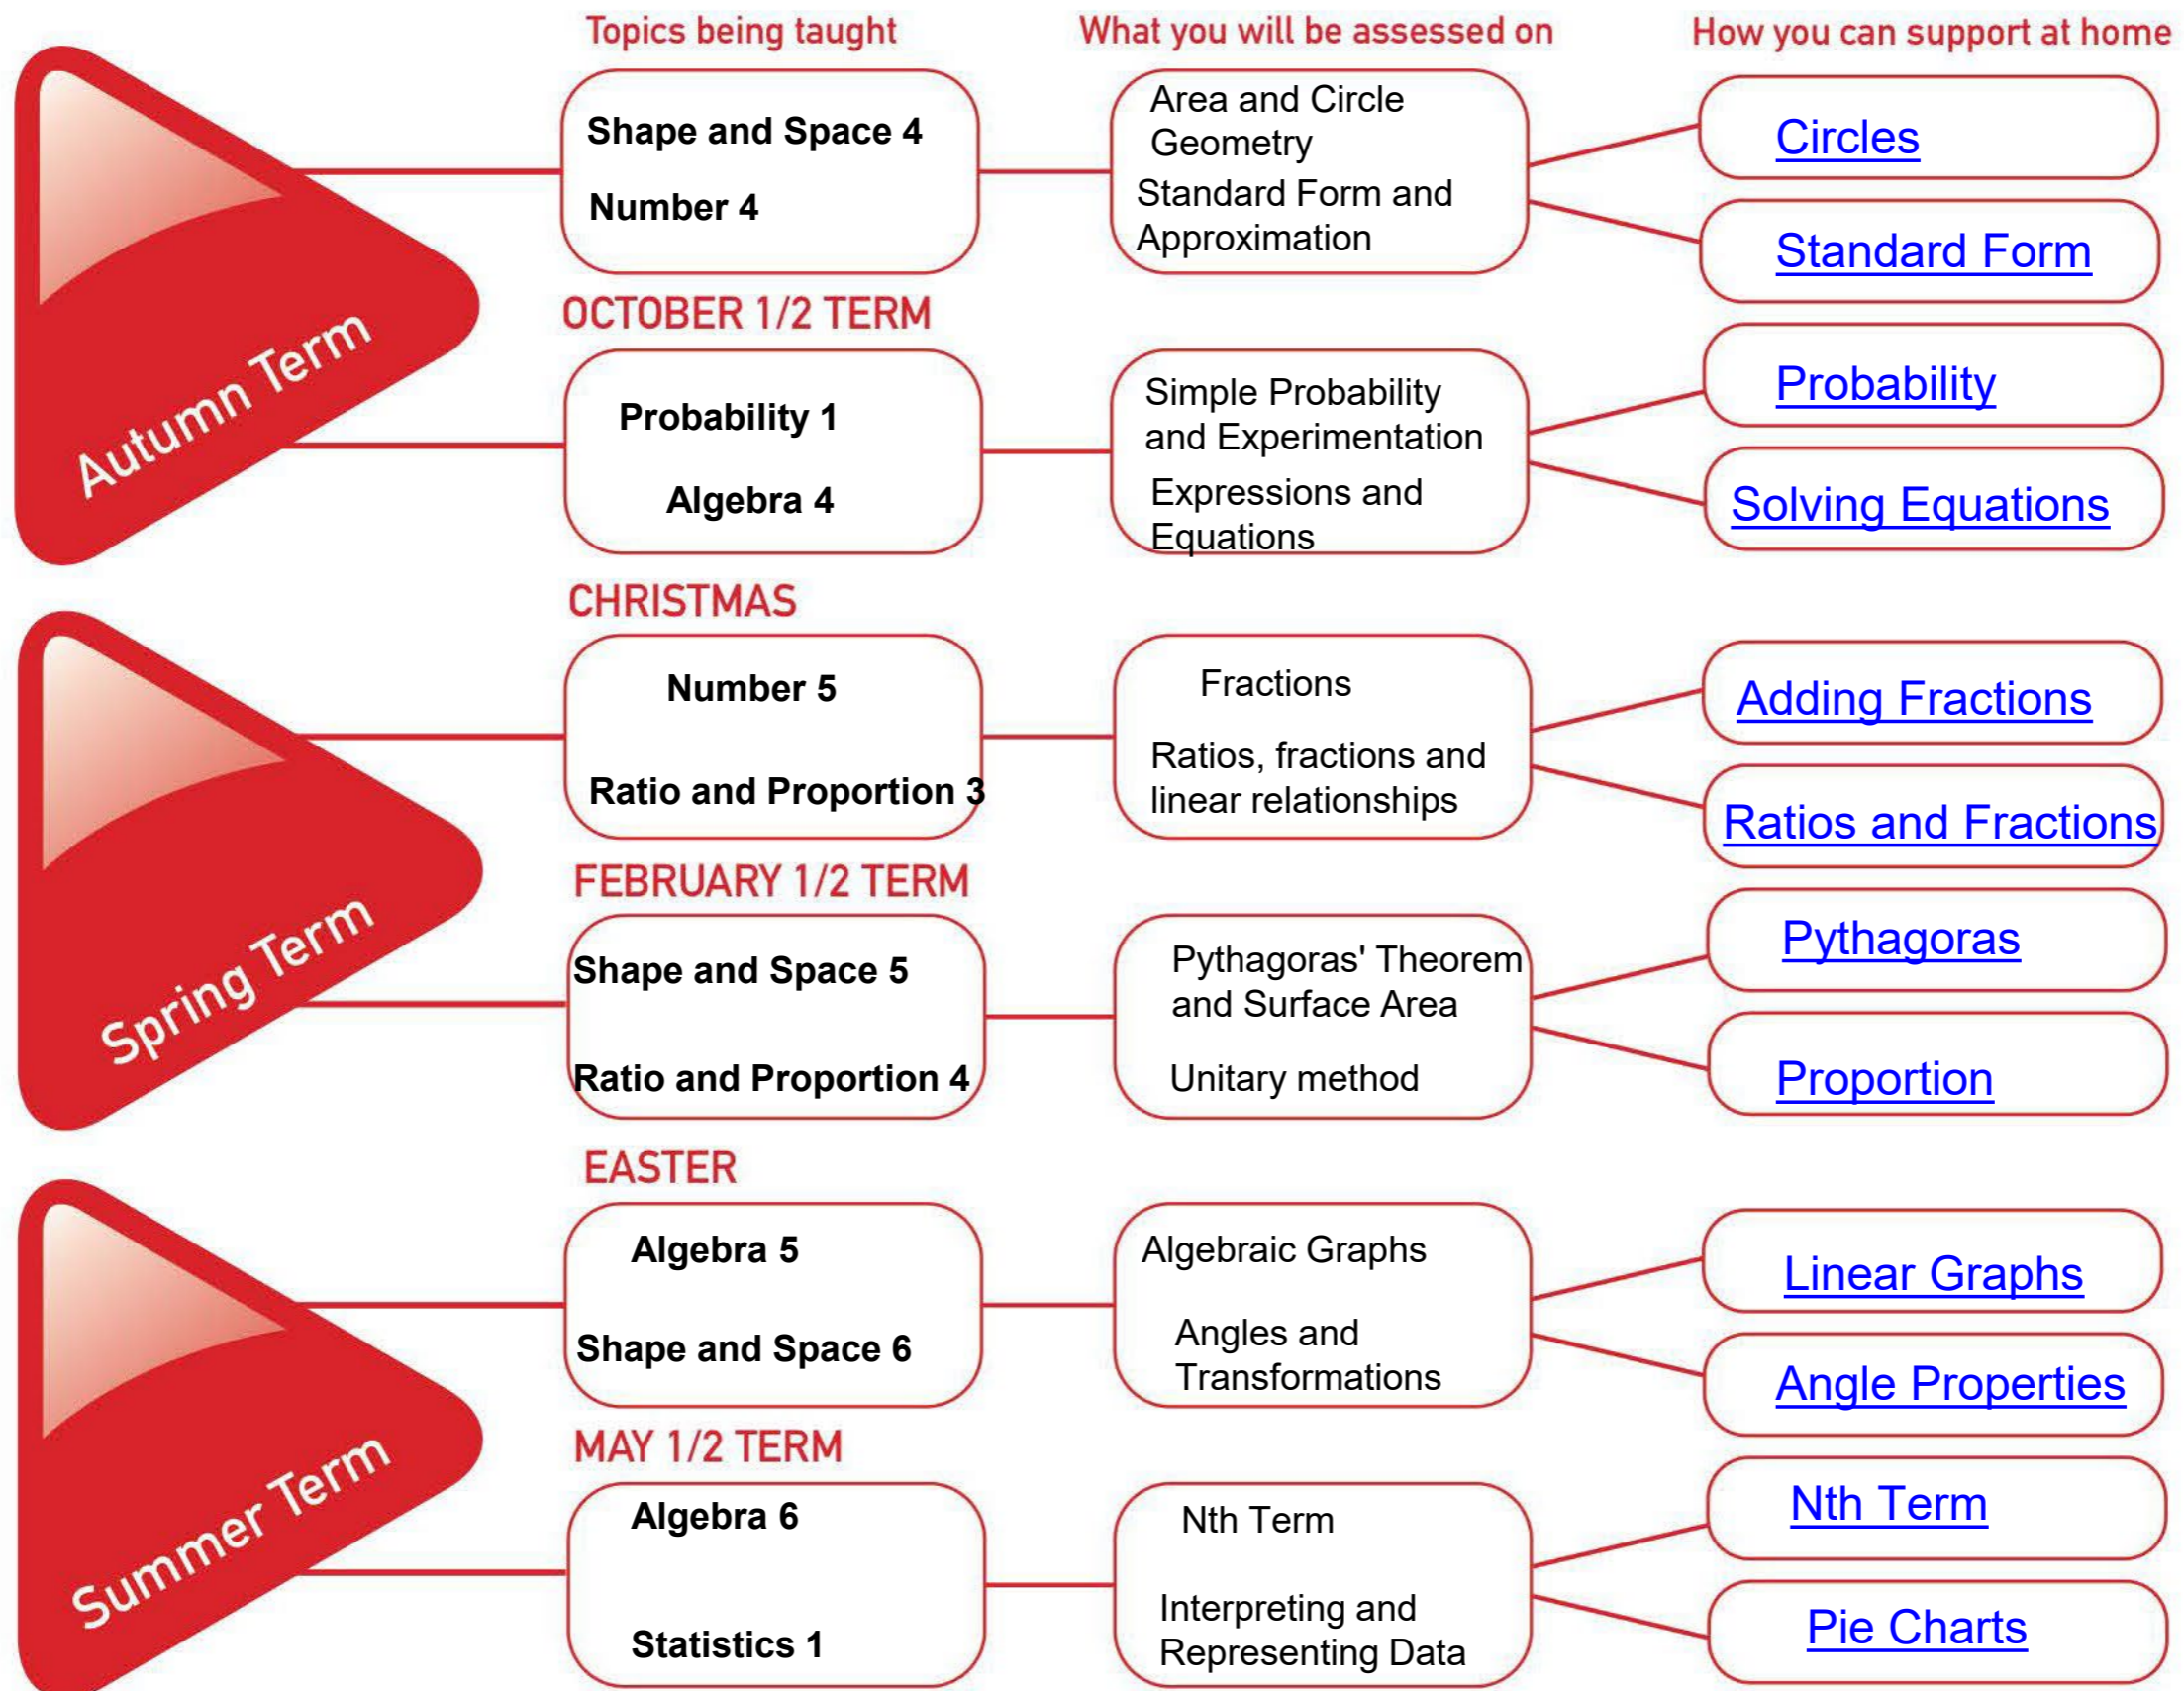 Topics being taught
What you will be assessed on
How you can support at home
Autumn Term
Shape and Space 4
Number 4
Area and Circle
Geometry
Standard Form and
Approximation
Circles
Standard Form
OCTOBER 1/2 TERM
Probability 1
Algebra 4
Simple Probability
and Experimentation
Expressions and
Equations
Probability
Solving Equations
CHRISTMAS
Spring Term
Number 5
Ratio and Proportion 3
Fractions
Ratios, fractions and
linear relationships
Adding Fractions
Ratios and Fractions
FEBRUARY 1/2 TERM
Shape and Space 5
Ratio and Proportion 4
Pythagoras' Theorem
and Surface Area
Unitary method
Pythagoras
Proportion
EASTER
Summer Term
Algebra 5
Shape and Space 6
Algebraic Graphs
Angles and
Transformations
Linear Graphs
Angle Properties
MAY 1/2 TERM
Algebra 6
Statistics 1
Nth Term
Interpreting and
Representing Data
Nth Term
Pie Charts